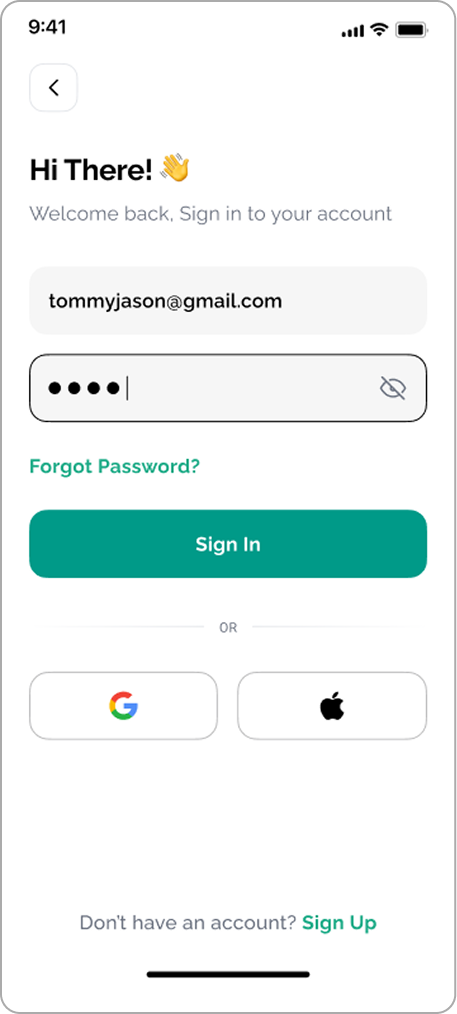 9:41
Hi There! 👋
Welcome back, Sign in to your account
tommyjason@gmail.com
●●●●
Forgot Password?
Sign In
OR
Don't have an account? Sign Up